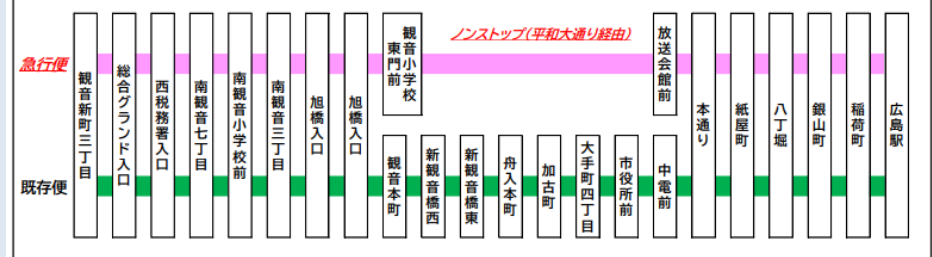 ノンストップ(平和大通り経由)
急行便
既存便
観音新町三丁目
総合グランド入口
西税務署入口
南観音七丁目
南観音小学校前
南観音三丁目
旭橋入口
旭橋入口
観音小学校
東門前
放送会館前
観音本町
新観音橋西
新観音橋東
舟入本町
加古町
大手町四丁目
市役所前
中電前
本通り
紙屋町
八丁堀
銀山町
稲荷町
広島駅